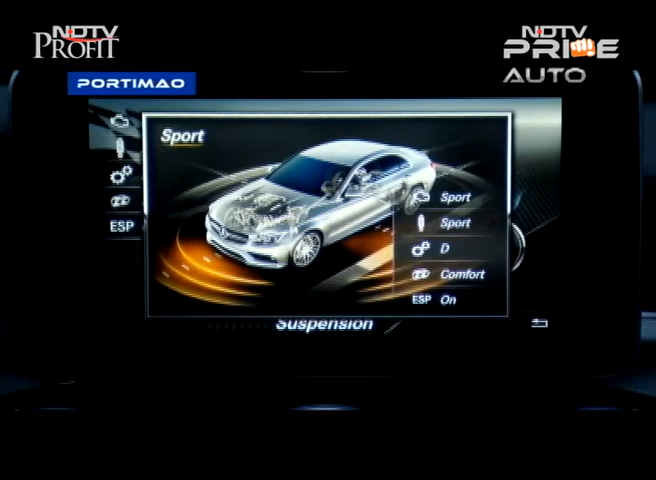 NDTV
PROFIT
NDTV
PRIME
AUTO
PORTIMAO
Sport
ESP
Sport
Sport
D
Comfort
ESP On
Suspension